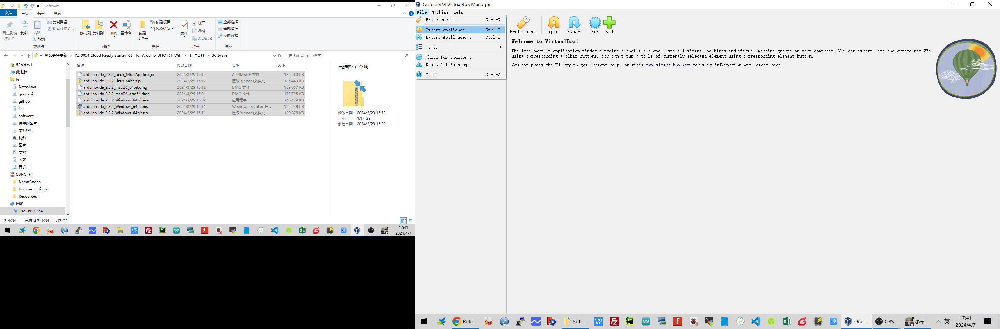 Software
文件 主页 共享 查看
固定到快
速访问
复制
粘贴
复制路径
粘贴快捷方式
剪切
剪贴板
移动到 复制到 删除 重命名
组织
新建
文件夹
新建项目
轻松访问
新建
属性
打开
编辑
历史记录
打开
全部选择
全部取消
反向选择
选择
« 新品等待更新 › KZ-0054 Cloud Ready Starter Kit for Arduino UNO R4 WiFi › TF卡资料 › Software
在 Software 中搜索
52pidev1
此电脑
库
Datasheet
geeekpi
github
iso
software
保存的图片
本机照片
视频
图片
文档
下载
音乐
SDHC (F:)
DemoCodes
Documentations
Resources
网络
192.168.3.254
名称 修改日期 类型 大小
arduino-ide_2.3.2_Linux_64bit.AppImage 2024/3/29 15:12 APPIMAGE 文件 185,560 KB
arduino-ide_2.3.2_Linux_64bit.zip 2024/3/29 15:12 压缩(zipped)文件夹 185,443 KB
arduino-ide_2.3.2_macOS_64bit.dmg 2024/3/29 15:12 DMG 文件 189,057 KB
arduino-ide_2.3.2_macOS_arm64.dmg 2024/3/29 15:21 DMG 文件 179,795 KB
arduino-ide_2.3.2_Windows_64bit.exe 2024/3/29 15:09 应用程序 146,439 KB
arduino-ide_2.3.2_Windows_64bit.msi 2024/3/29 15:11 Windows Installer 程... 155,248 KB
arduino-ide_2.3.2_Windows_64bit.zip 2024/3/29 15:11 压缩(zipped)文件夹 189,878 KB
已选择 7 个项
修改日期: 2024/3/29 15:12
大小: 1.17 GB
创建日期: 2024/3/29 15:22
7 个项目 已选择 7 个项目 1.17 GB
17:41
2024/4/7
Oracle VM VirtualBox Manager
File Machine Help
Preferences... Ctrl+G
Import Appliance... Ctrl+I
Export Appliance... Ctrl+E
Tools
Check for Updates...
Reset All Warnings
Quit Ctrl+Q
Preferences Import Export New Add
Welcome to VirtualBox!
The left part of application window contains global tools and lists all virtual machines and virtual machine groups on your computer. You can import, add and create new VMs
using corresponding toolbar buttons. You can popup a tools of currently selected element using corresponding element button.
You can press the F1 key to get instant help, or visit www.virtualbox.org for more information and latest news.
Rele... Soft... Orac... OBS ... 小车... 英
17:41
2024/4/7